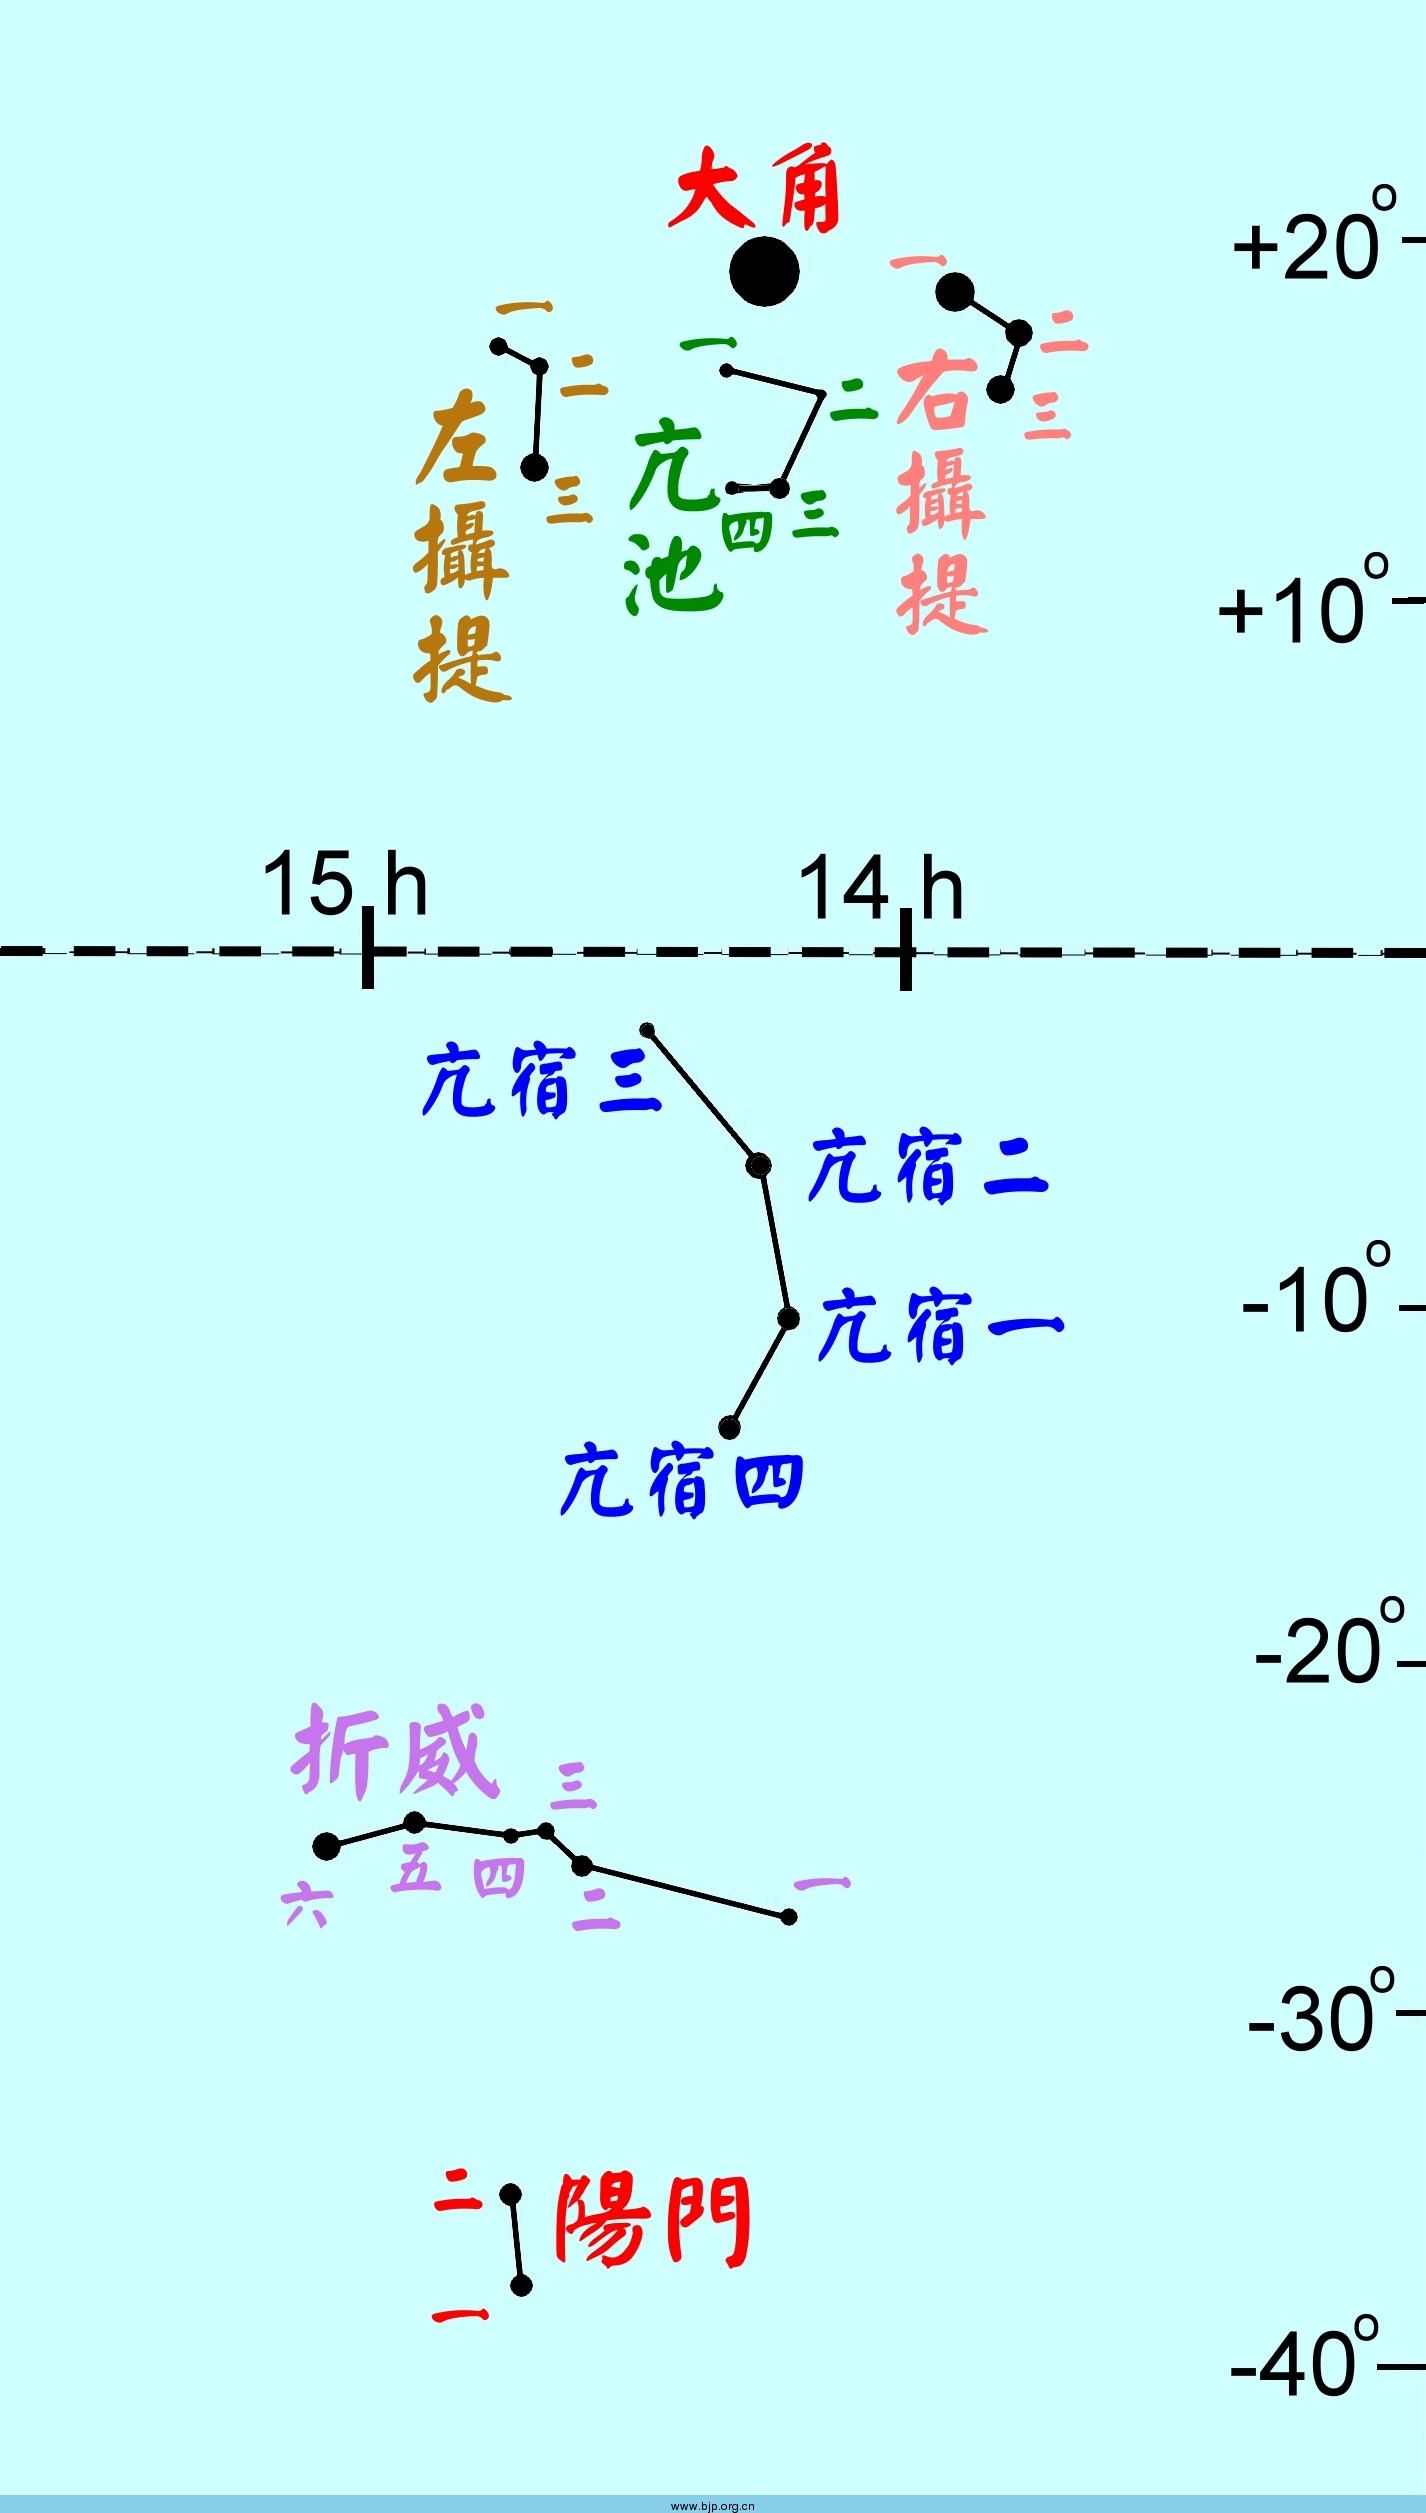 大角
+20°
一
二
三
右攝提
一
二
三
左攝提
一
二
三
四
亢池
+10°
15 h
14 h
亢宿三
亢宿二
亢宿一
亢宿四
-10°
-20°
折威
三
一
五
四
二
六
-30°
二
陽門
一
-40°
www.bjp.org.cn